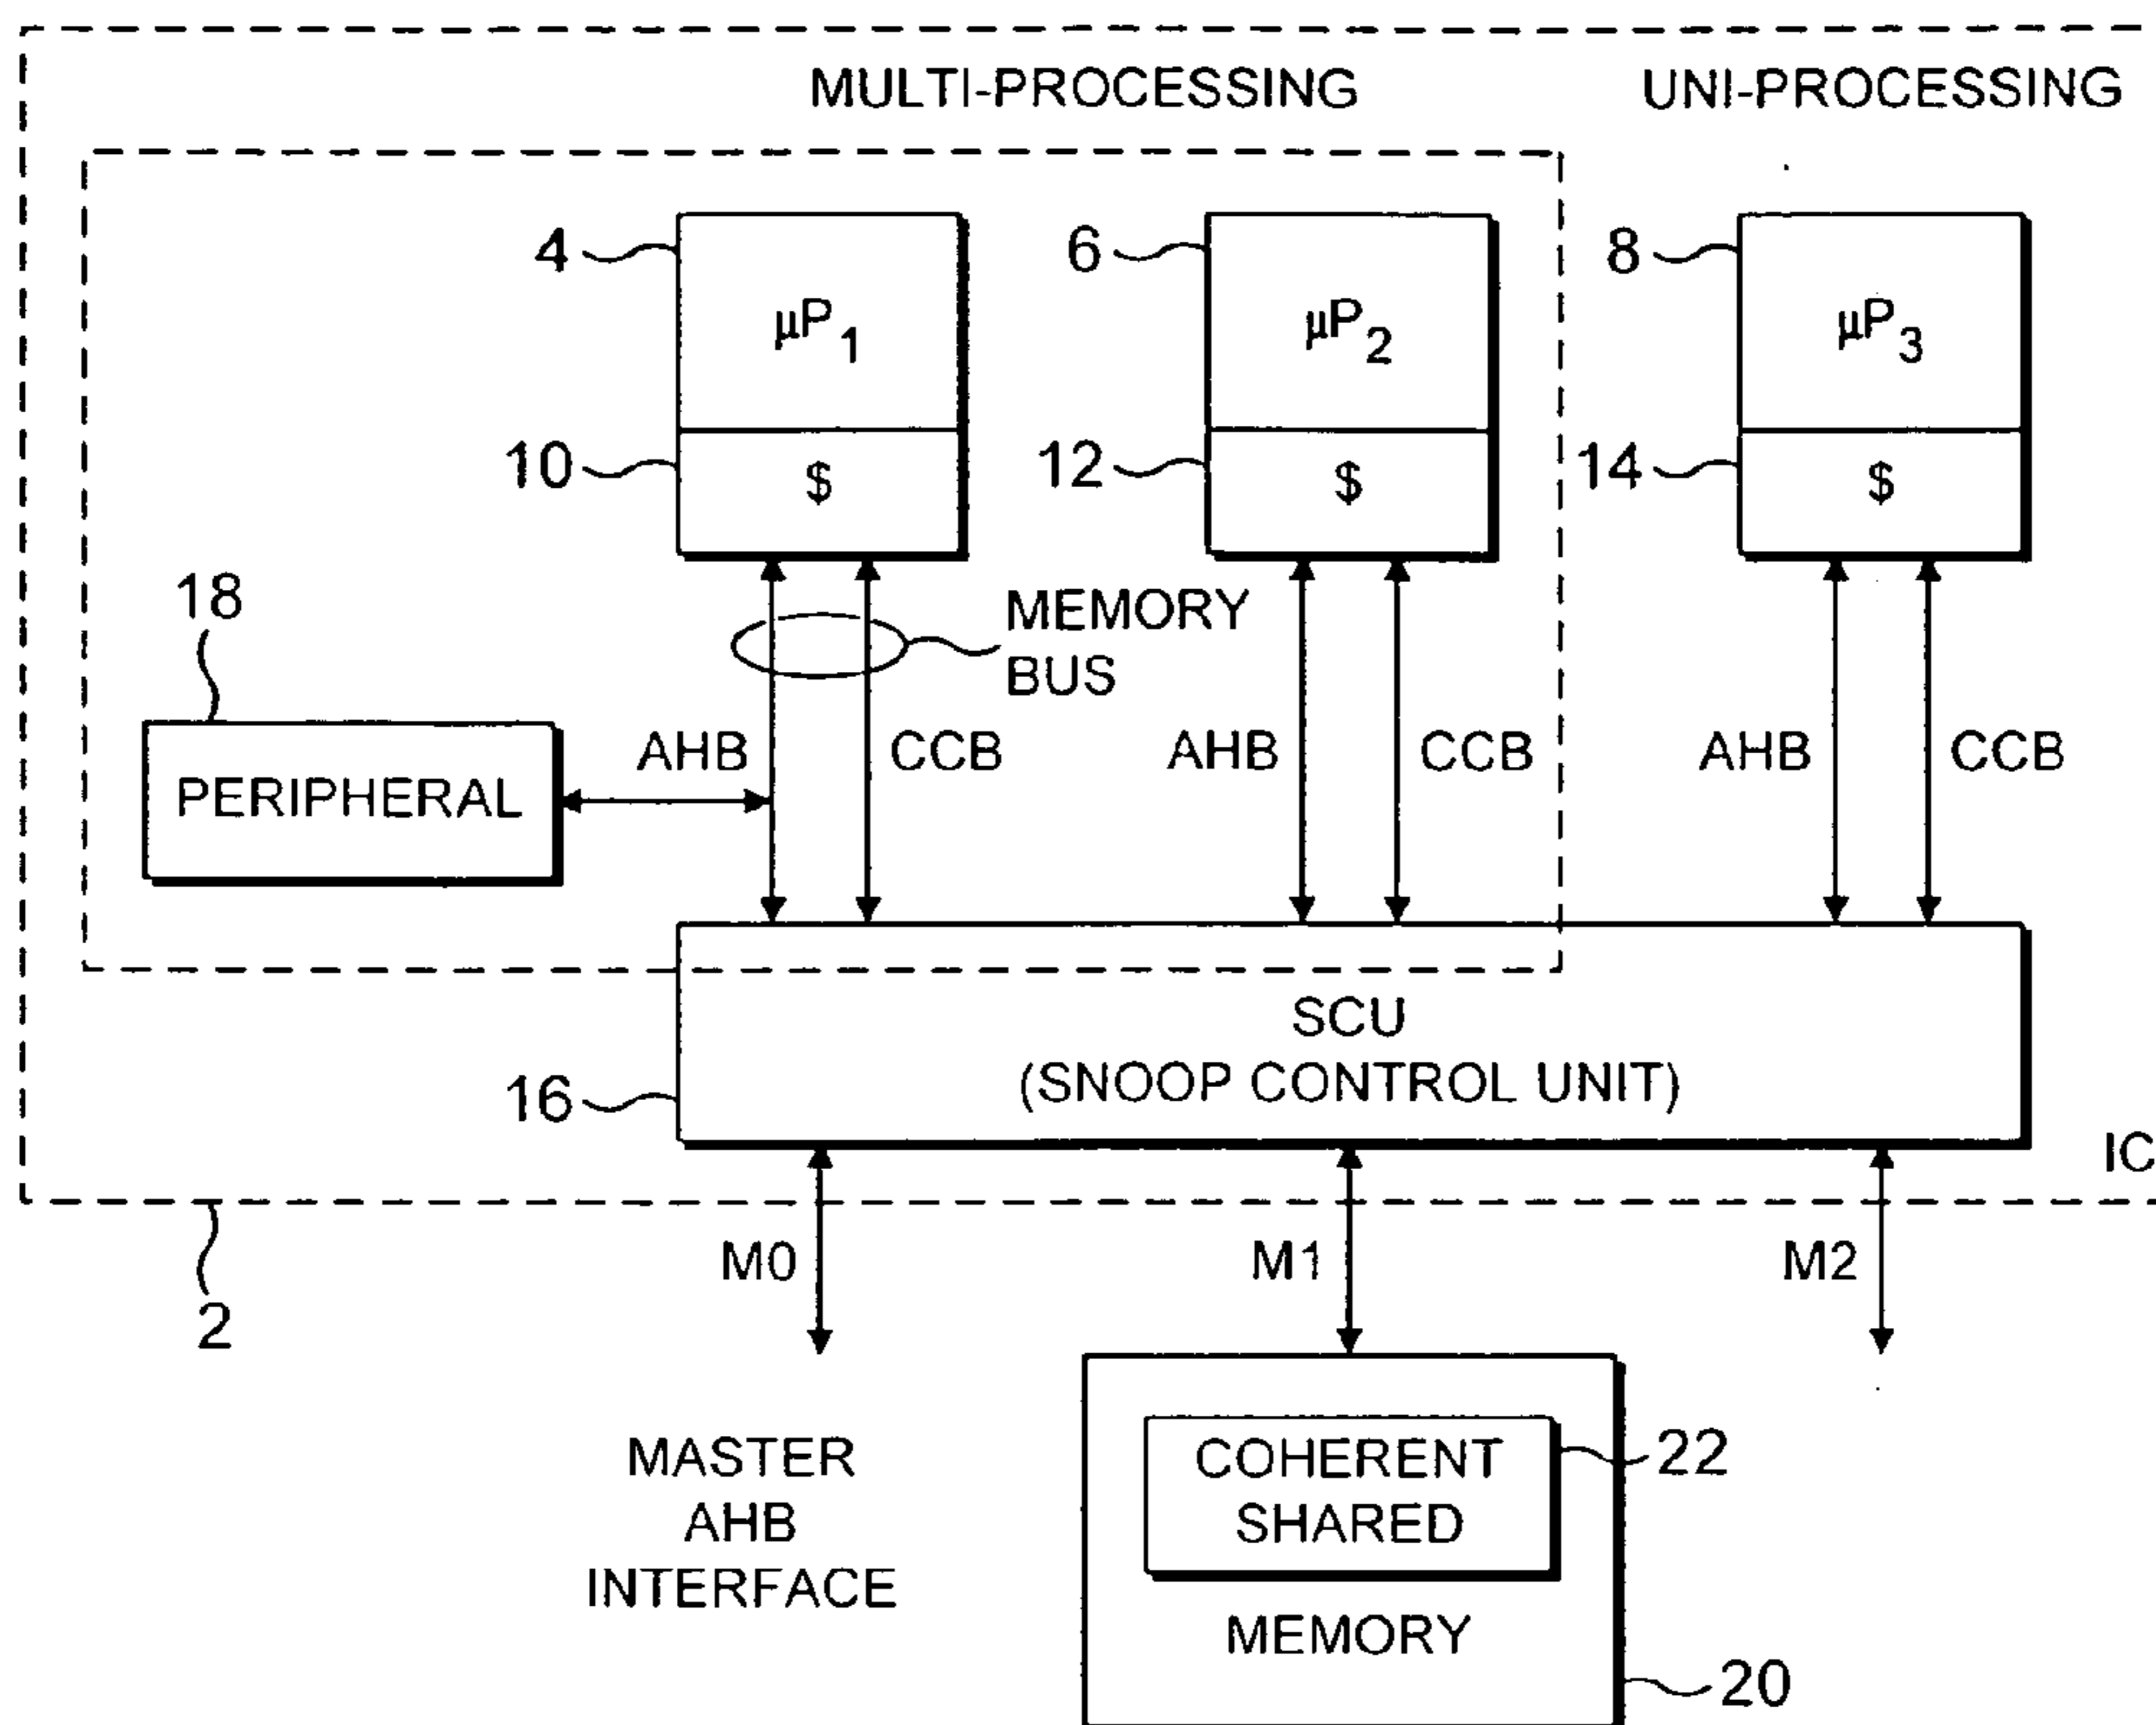 MULTI-PROCESSING UNI-PROCESSING
4 6 8
µP1 µP2 µP3
10 12 14
$ $ $
18
MEMORY
BUS
AHB CCB AHB CCB AHB CCB
PERIPHERAL
SCU
(SNOOP CONTROL UNIT)
16
IC
M0 M1 M2
2
MASTER
AHB
INTERFACE
COHERENT
SHARED
22
MEMORY
20